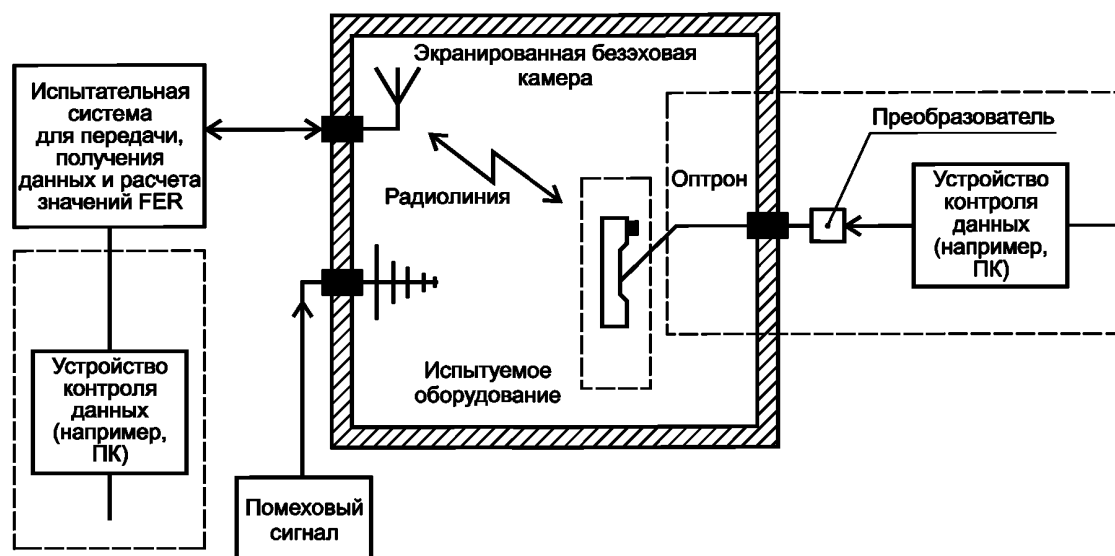 Испытательная
система
для передачи,
получения
данных и расчета
значений FER
Устройство
контроля
данных
(например,
ПК)
Помеховый
сигнал
Экранированная безэховая
камера
Радиолиния
Испытуемое
оборудование
Оптрон
Преобразователь
Устройство
контроля
данных
(например,
ПК)